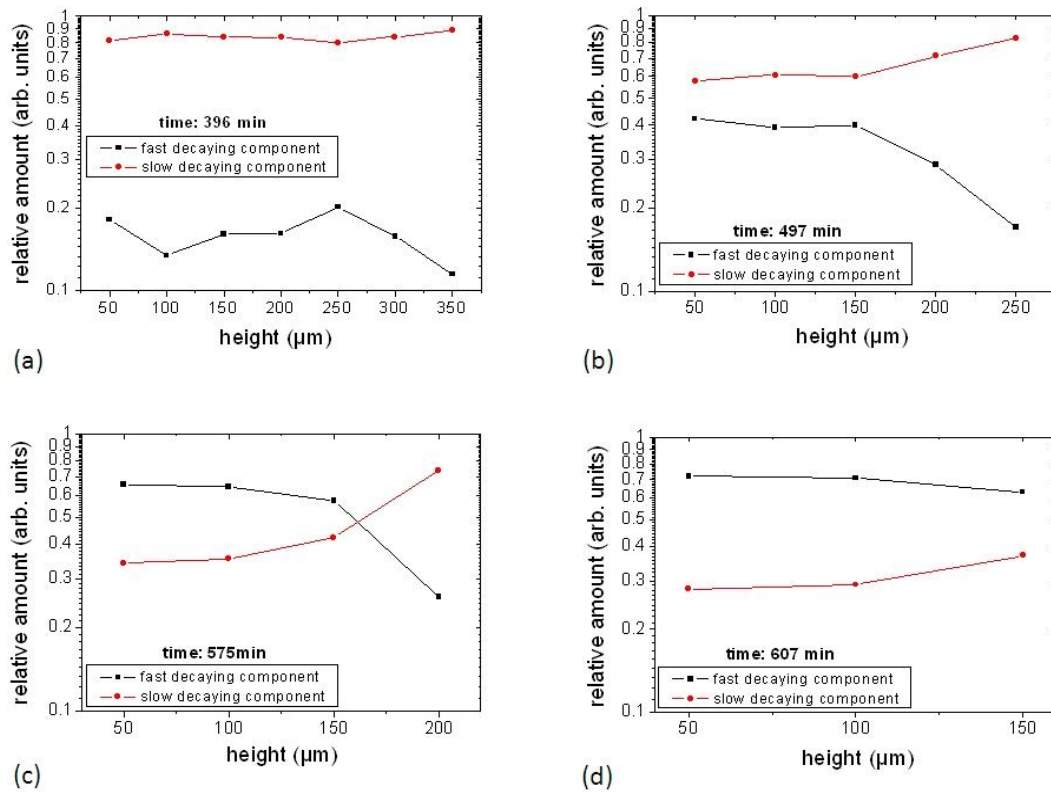 relative amount (arb. units)
1
0.9
0.8
0.7
0.6
0.5
0.4
0.3
0.2
0.1
time: 396 min
fast decaying component
slow decaying component
50 100 150 200 250 300 350
height (µm)
(a)
relative amount (arb. units)
1
0.9
0.8
0.7
0.6
0.5
0.4
0.3
0.2
0.1
time: 497 min
fast decaying component
slow decaying component
50 100 150 200 250
height (µm)
(b)
relative amount (arb. units)
1
0.9
0.8
0.7
0.6
0.5
0.4
0.3
0.2
0.1
time: 575min
fast decaying component
slow decaying component
50 100 150 200
height (µm)
(c)
relative amount (arb. units)
1
0.9
0.8
0.7
0.6
0.5
0.4
0.3
0.2
0.1
time: 607 min
fast decaying component
slow decaying component
50 100 150
height (µm)
(d)